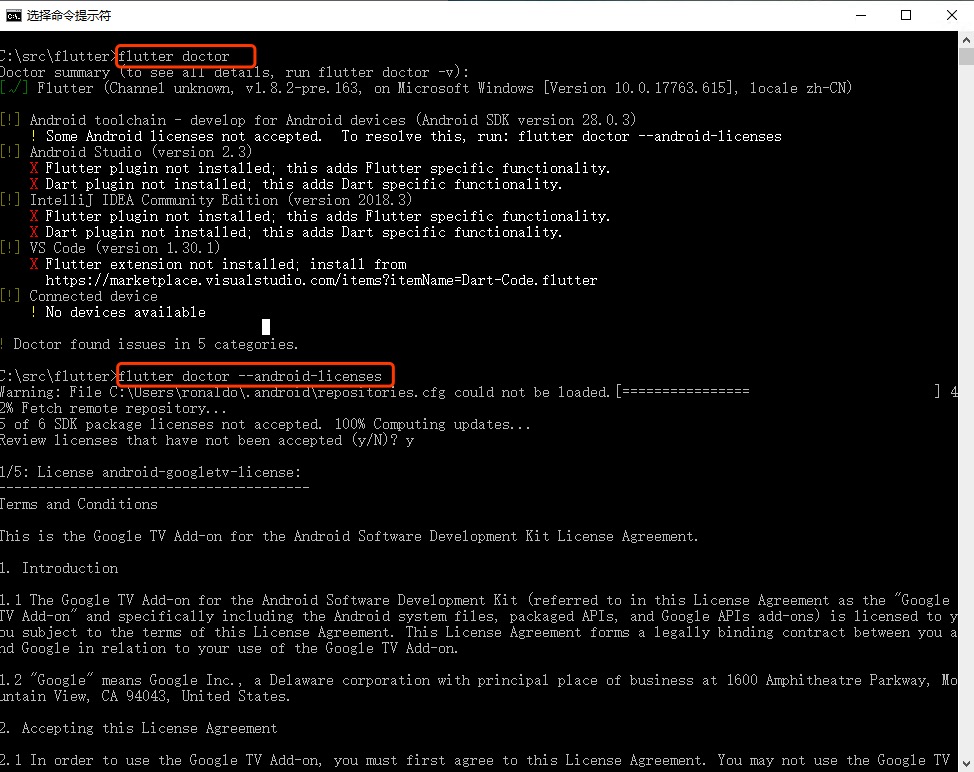 选择命令提示符
C:\src\flutter>flutter doctor
Doctor summary (to see all details, run flutter doctor -v):
[√] Flutter (Channel unknown, v1.8.2-pre.163, on Microsoft Windows [Version 10.0.17763.615], locale zh-CN)
[!] Android toolchain - develop for Android devices (Android SDK version 28.0.3)
! Some Android licenses not accepted.  To resolve this, run: flutter doctor --android-licenses
[!] Android Studio (version 2.3)
X Flutter plugin not installed; this adds Flutter specific functionality.
X Dart plugin not installed; this adds Dart specific functionality.
[!] IntelliJ IDEA Community Edition (version 2018.3)
X Flutter plugin not installed; this adds Flutter specific functionality.
X Dart plugin not installed; this adds Dart specific functionality.
[!] VS Code (version 1.30.1)
X Flutter extension not installed; install from
https://marketplace.visualstudio.com/items?itemName=Dart-Code.flutter
[!] Connected device
! No devices available
! Doctor found issues in 5 categories.
C:\src\flutter>flutter doctor --android-licenses
Warning: File C:\Users\ronaldo\.android\repositories.cfg could not be loaded.[================                       ] 4
2% Fetch remote repository...
5 of 6 SDK package licenses not accepted. 100% Computing updates...
Review licenses that have not been accepted (y/N)? y
1/5: License android-googletv-license:
---------------------------------------
Terms and Conditions
This is the Google TV Add-on for the Android Software Development Kit License Agreement.
1. Introduction
1.1 The Google TV Add-on for the Android Software Development Kit (referred to in this License Agreement as the "Google
TV Add-on" and specifically including the Android system files, packaged APIs, and Google APIs add-ons) is licensed to y
ou subject to the terms of this License Agreement. This License Agreement forms a legally binding contract between you a
nd Google in relation to your use of the Google TV Add-on.
1.2 "Google" means Google Inc., a Delaware corporation with principal place of business at 1600 Amphitheatre Parkway, Mo
untain View, CA 94043, United States.
2. Accepting this License Agreement
2.1 In order to use the Google TV Add-on, you must first agree to this License Agreement. You may not use the Google TV